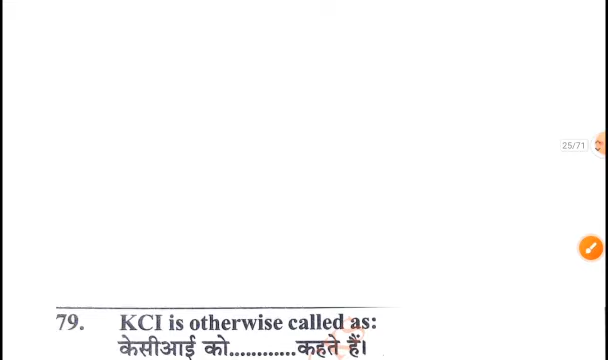 25/71
79. KCI is otherwise called as:
केसीआई को............कहते हैं।